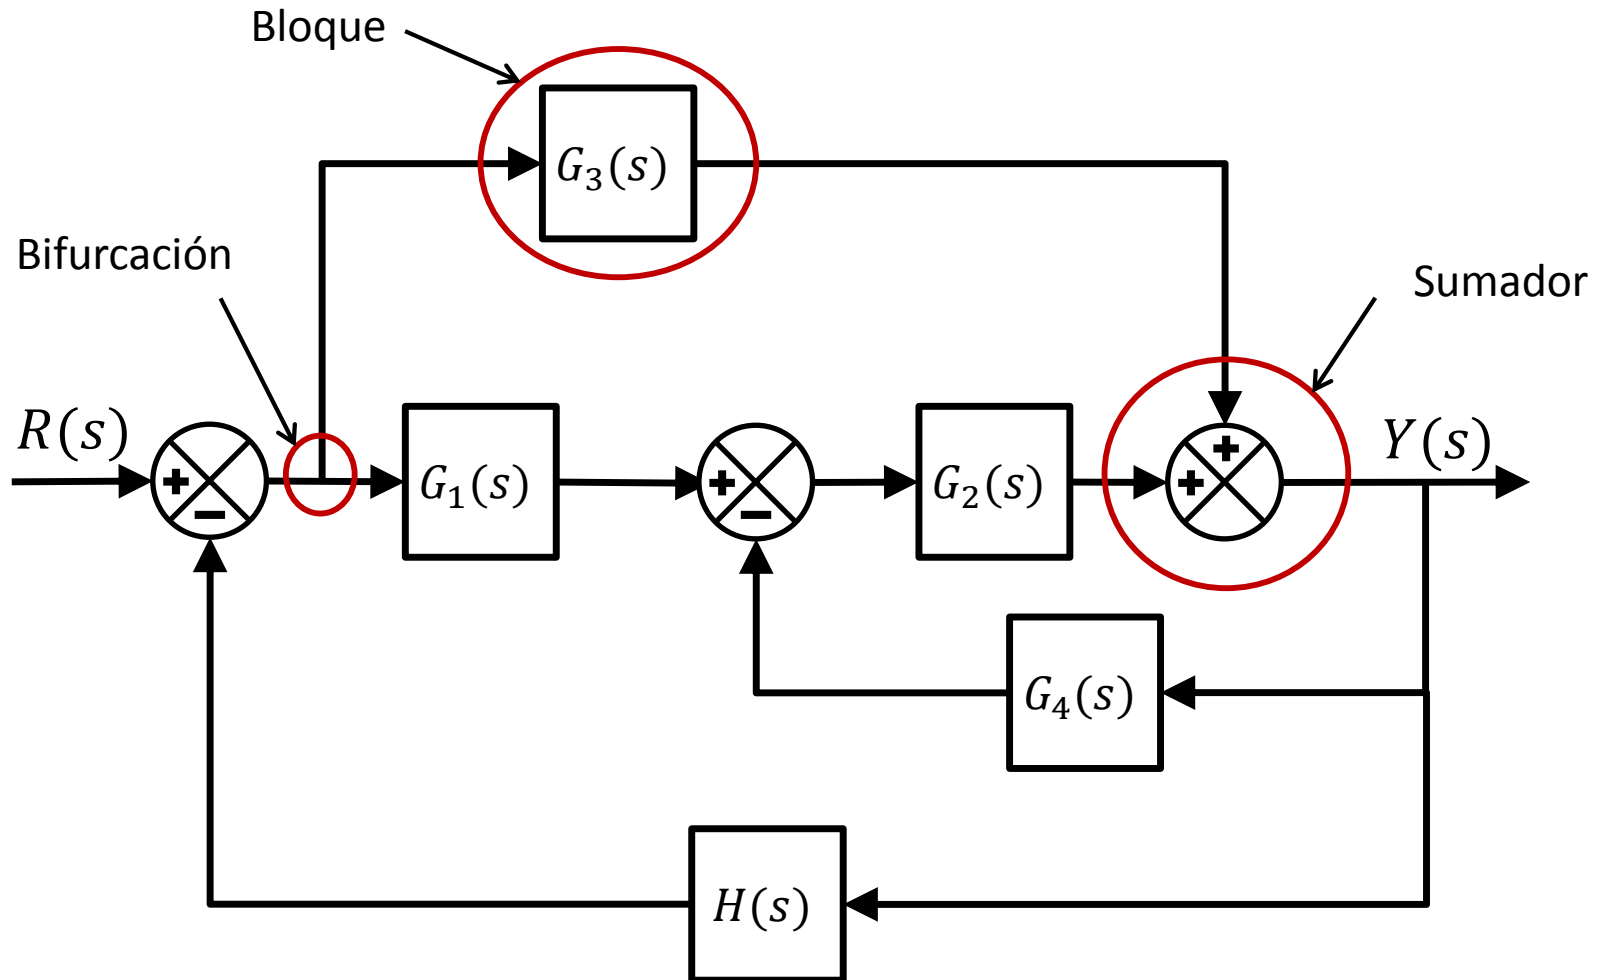 Bloque
G₃(s)
Bifurcación
Sumador
R(s)
G₁(s)
G₂(s)
Y(s)
+
−
+
−
+
+
G₄(s)
H(s)